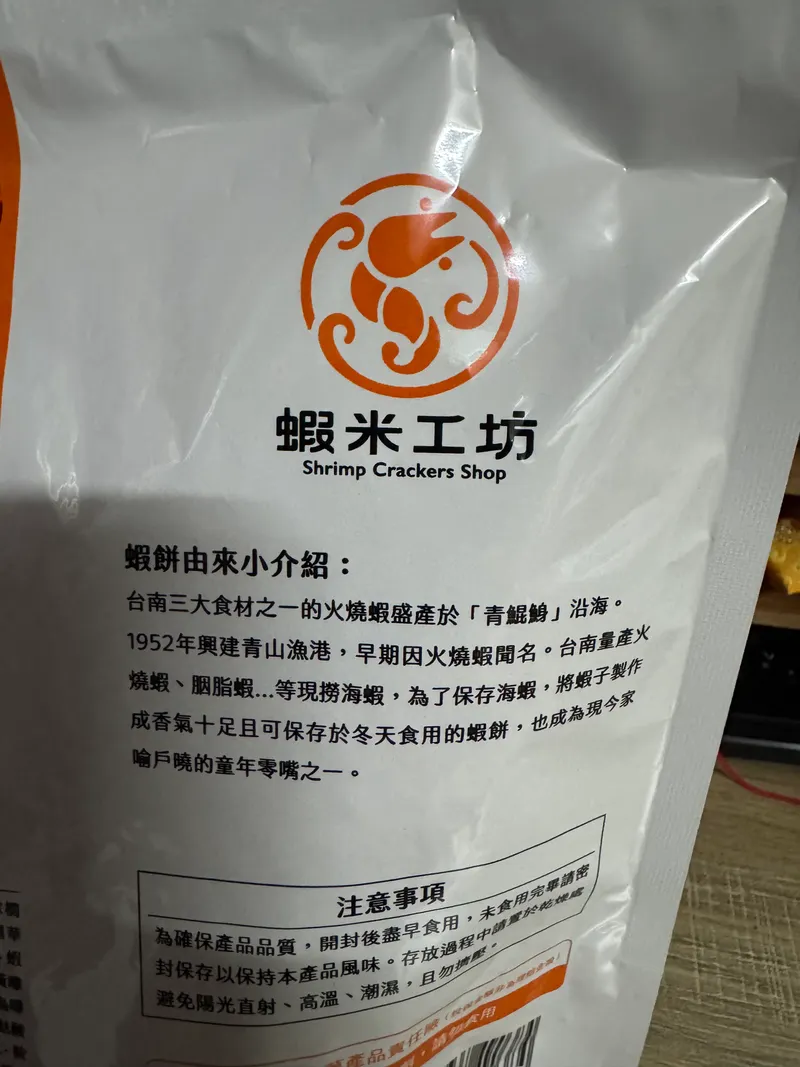 蝦米工坊
Shrimp Crackers Shop
蝦餅由來小介紹：
台南三大食材之一的火燒蝦盛產於「青鯤鯓」沿海。
1952年興建青山漁港，早期因火燒蝦聞名。台南量產火
燒蝦、胭脂蝦...等現撈海蝦，為了保存海蝦，將蝦子製作
成香氣十足且可保存於冬天食用的蝦餅，也成為現今家
喻戶曉的童年零嘴之一。
注意事項
為確保產品品質，開封後盡早食用，未食用完畢請密
封保存以保持本產品風味。存放過程中請置於乾燥處
避免陽光直射、高溫、潮濕，且勿擠壓。
產品責任險